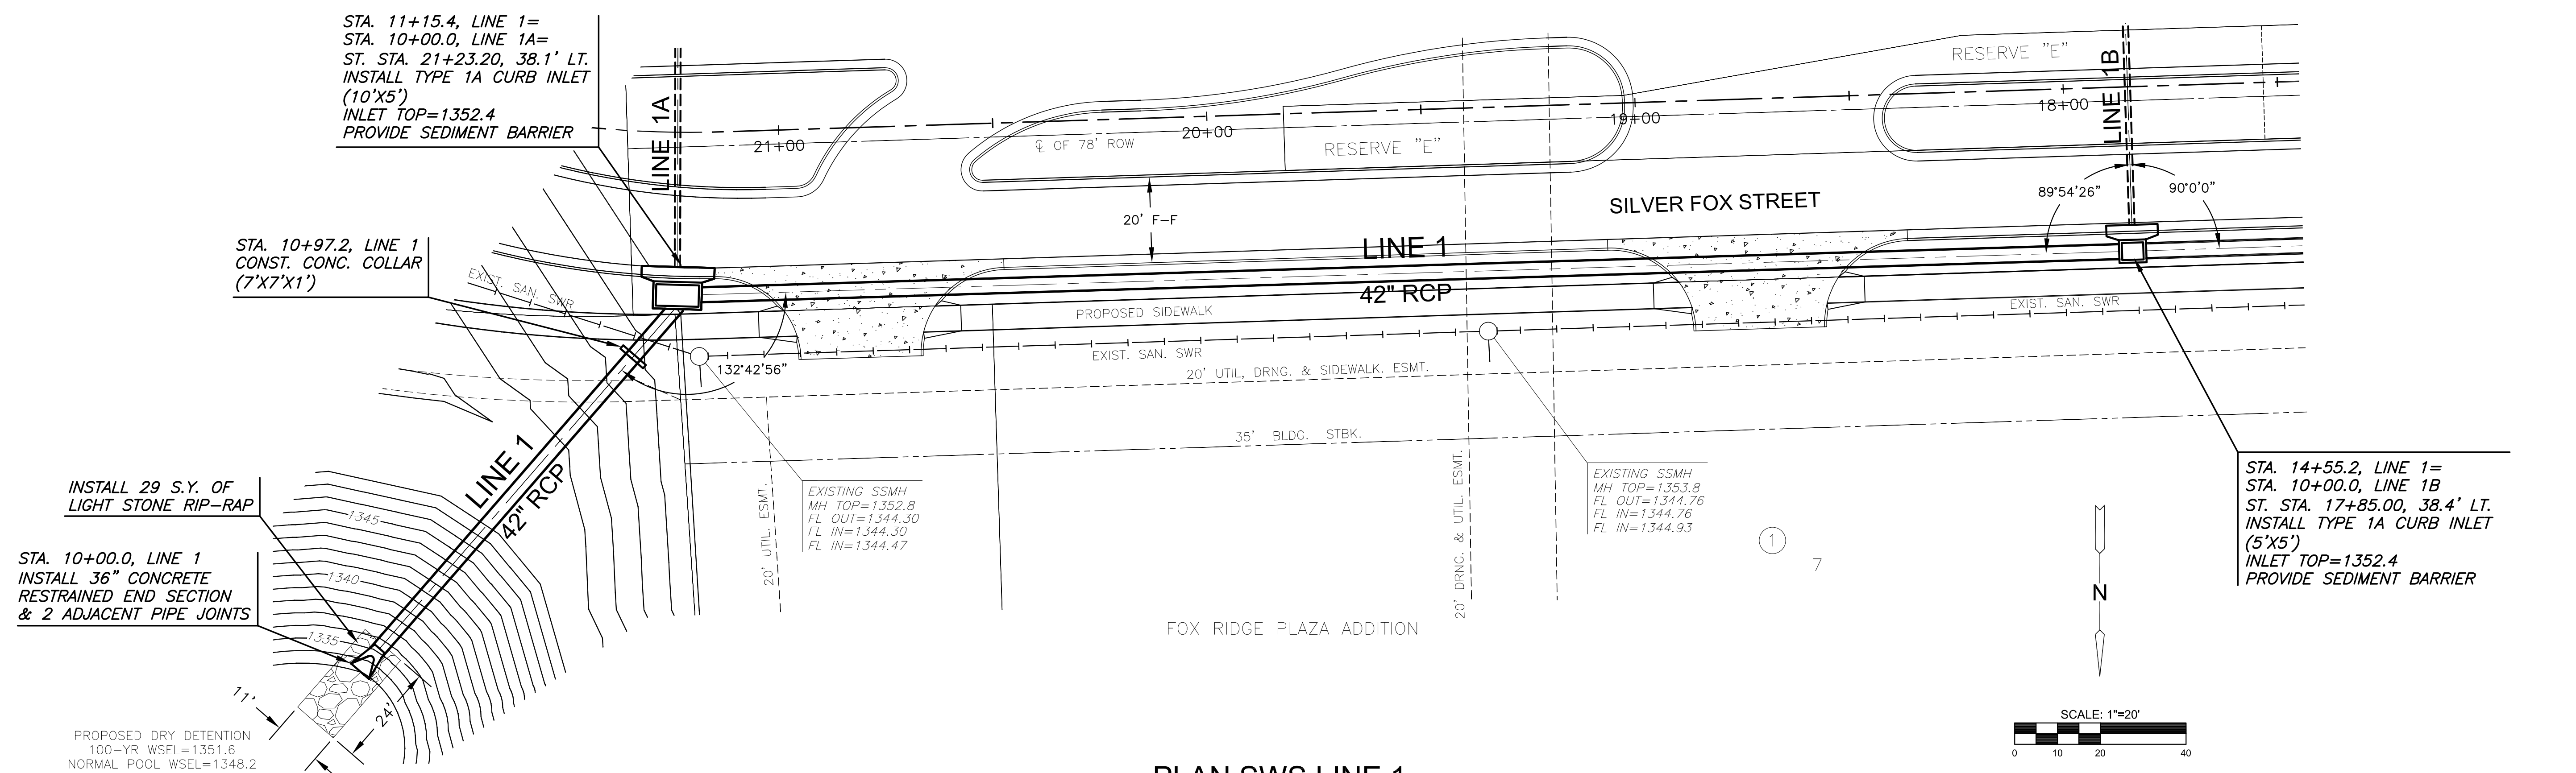 STA. 11+15.4, LINE 1=
STA. 10+00.0, LINE 1A=
ST. STA. 21+23.20, 38.1' LT.
INSTALL TYPE 1A CURB INLET
(10'X5')
INLET TOP=1352.4
PROVIDE SEDIMENT BARRIER
LINE 1A
21+00
20+00
19+00
18+00
℄ OF 78' ROW
RESERVE "E"
RESERVE "E"
LINE 1B
89°54'26"
90°0'0"
20' F-F
SILVER FOX STREET
STA. 10+97.2, LINE 1
CONST. CONC. COLLAR
(7'X7'X1')
EXIST. SAN. SWR
LINE 1
42" RCP
PROPOSED SIDEWALK
EXIST. SAN. SWR
EXIST. SAN. SWR
132°42'56"
20' UTIL, DRNG. & SIDEWALK. ESMT.
35' BLDG. STBK.
LINE 1
42" RCP
INSTALL 29 S.Y. OF
LIGHT STONE RIP-RAP
STA. 10+00.0, LINE 1
INSTALL 36" CONCRETE
RESTRAINED END SECTION
& 2 ADJACENT PIPE JOINTS
1345
1340
1335
20' UTIL. ESMT.
EXISTING SSMH
MH TOP=1352.8
FL OUT=1344.30
FL IN=1344.30
FL IN=1344.47
20' DRNG. & UTIL. ESMT.
EXISTING SSMH
MH TOP=1353.8
FL OUT=1344.76
FL IN=1344.76
FL IN=1344.93
1
7
STA. 14+55.2, LINE 1=
STA. 10+00.0, LINE 1B
ST. STA. 17+85.00, 38.4' LT.
INSTALL TYPE 1A CURB INLET
(5'X5')
INLET TOP=1352.4
PROVIDE SEDIMENT BARRIER
N
FOX RIDGE PLAZA ADDITION
11'
24'
PROPOSED DRY DETENTION
100-YR WSEL=1351.6
NORMAL POOL WSEL=1348.2
SCALE: 1"=20'
0 10 20 40
PLAN SWS LINE 1